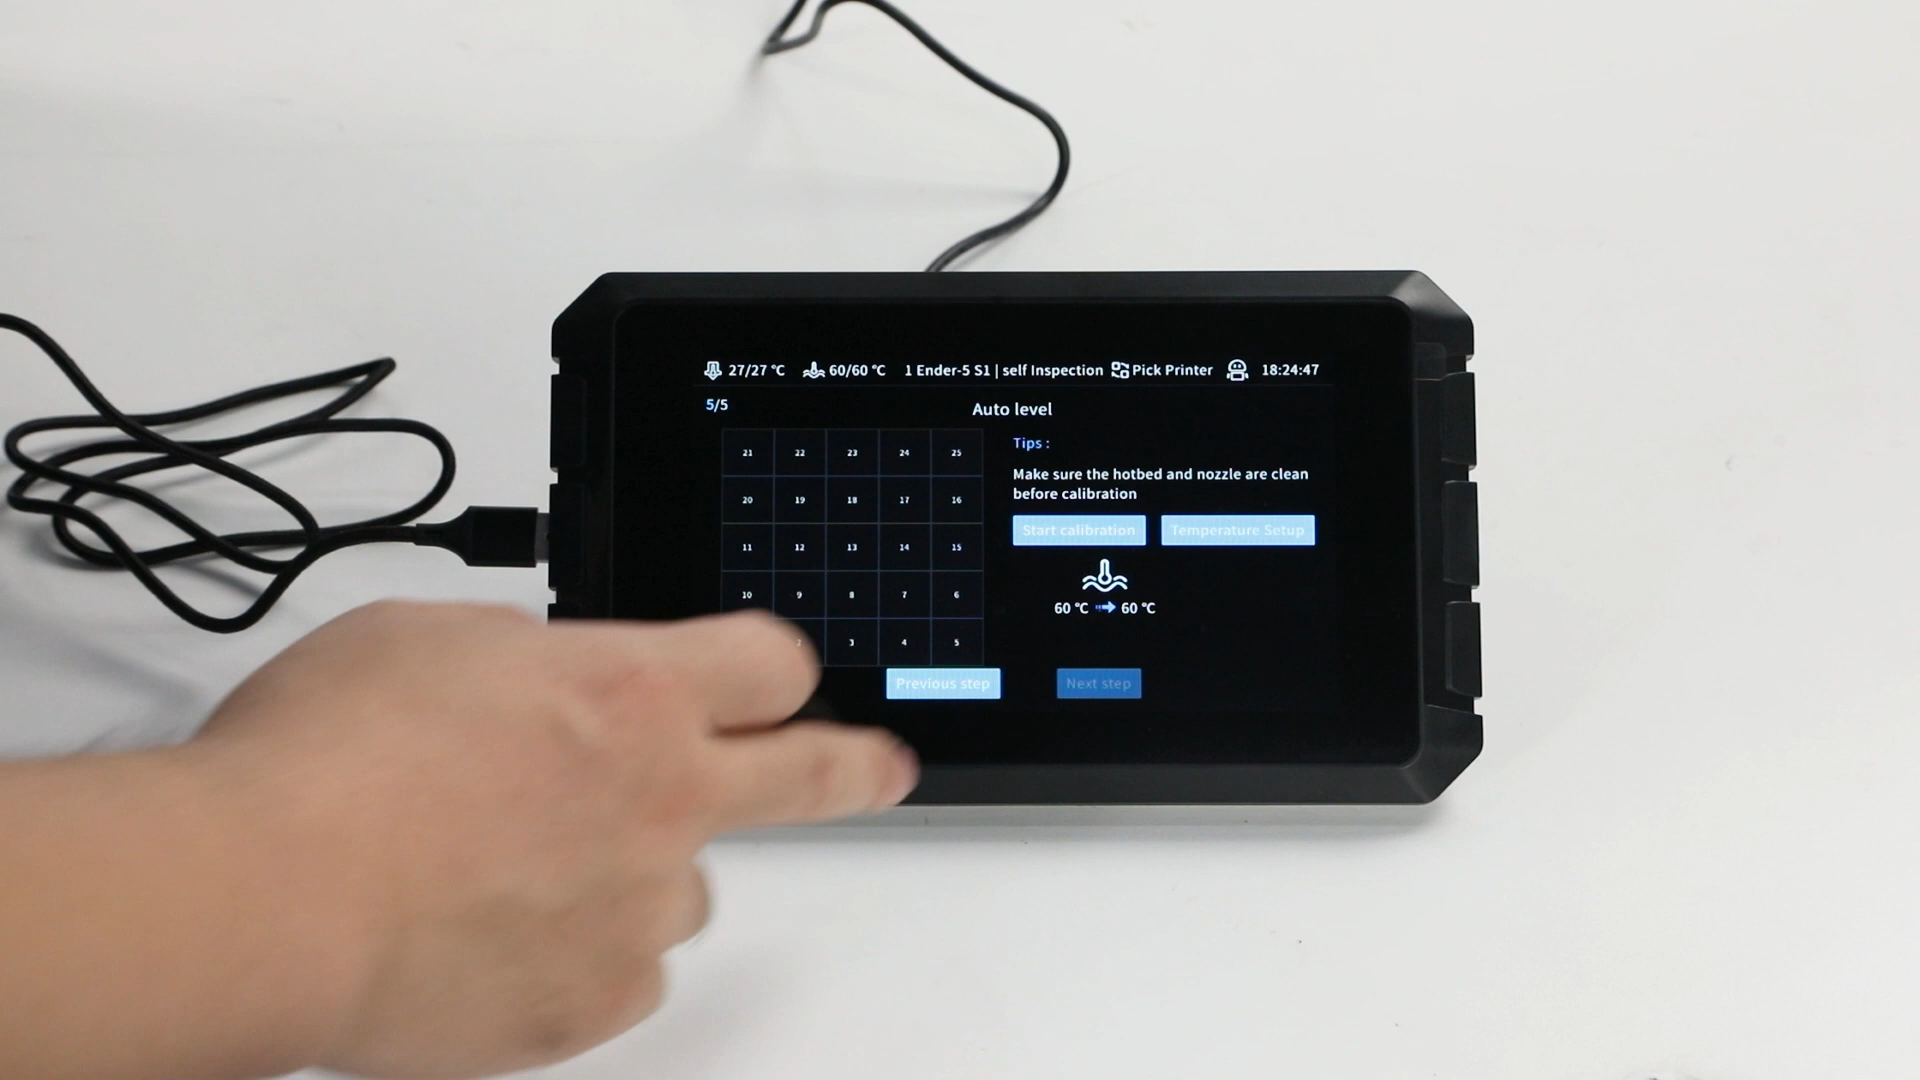 27/27 ℃ 60/60 ℃ 1 Ender-5 S1 | self Inspection Pick Printer 18:24:47
5/5
Auto level
Tips :
Make sure the hotbed and nozzle are clean
before calibration
Start calibration Temperature Setup
60 ℃ 60 ℃
21 22 23 24 25
20 19 18 17 16
11 12 13 14 15
10 9 8 7 6
2 3 4 5
Previous step Next step